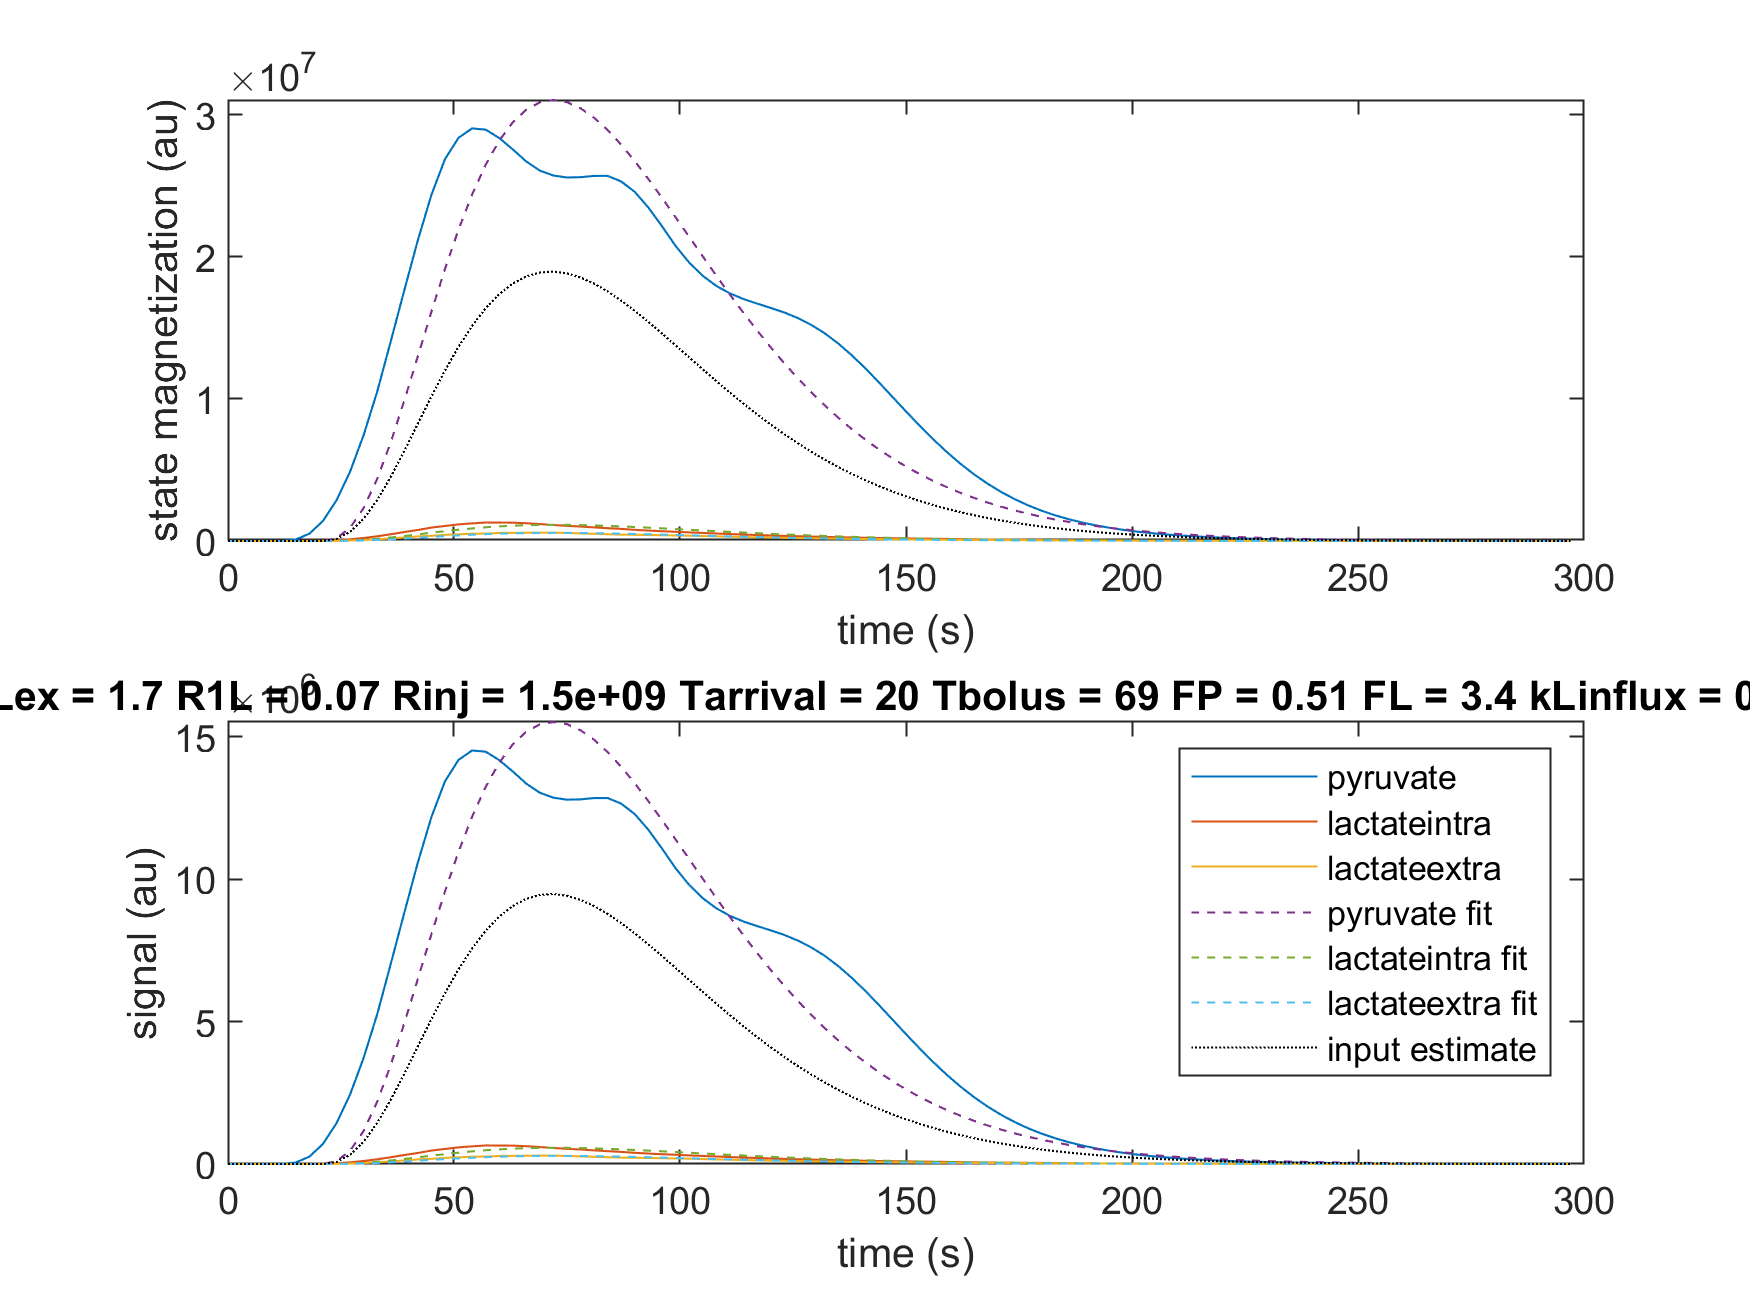 ×10^7
state magnetization (au)
3
2
1
0
0 50 100 150 200 250 300
time (s)
Lex = 1.7 R1L = 0.07 Rinj = 1.5e+09 Tarrival = 20 Tbolus = 69 FP = 0.51 FL = 3.4 kLinflux = 0
×10^6
signal (au)
15
10
5
0
pyruvate
lactateintra
lactateextra
pyruvate fit
lactateintra fit
lactateextra fit
input estimate
0 50 100 150 200 250 300
time (s)